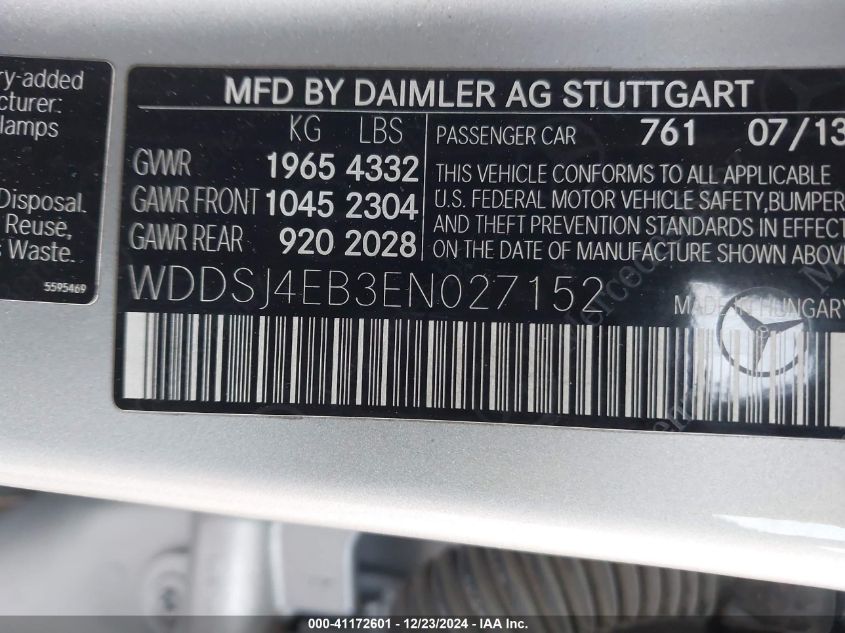 ry-added
cturer:
lamps
Disposal.
Reuse,
s Waste.
5595469
MFD BY DAIMLER AG STUTTGART
KG LBS
GVWR 1965 4332
GAWR FRONT 1045 2304
GAWR REAR 920 2028
PASSENGER CAR 761 07/13
THIS VEHICLE CONFORMS TO ALL APPLICABLE
U.S. FEDERAL MOTOR VEHICLE SAFETY,BUMPER
AND THEFT PREVENTION STANDARDS IN EFFECT
ON THE DATE OF MANUFACTURE SHOWN ABOV
WDDSJ4EB3EN027152
MADE IN HUNGARY
000-41172601 - 12/23/2024 - IAA Inc.